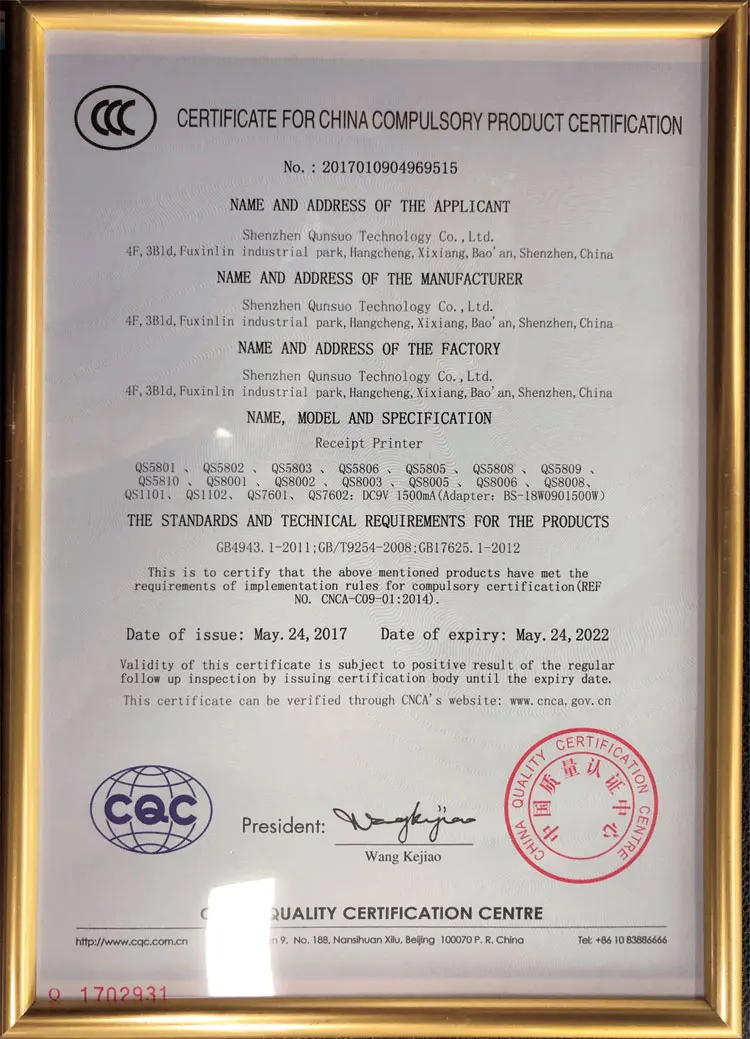 CCC
CERTIFICATE FOR CHINA COMPULSORY PRODUCT CERTIFICATION
No. : 2017010904969515
NAME AND ADDRESS OF THE APPLICANT
Shenzhen Qunsuo Technology Co.,Ltd.
4F,3Bld,Fuxinlin industrial park,Hangcheng,Xixiang,Bao'an,Shenzhen,China
NAME AND ADDRESS OF THE MANUFACTURER
Shenzhen Qunsuo Technology Co.,Ltd.
4F,3Bld,Fuxinlin industrial park,Hangcheng,Xixiang,Bao'an,Shenzhen,China
NAME AND ADDRESS OF THE FACTORY
Shenzhen Qunsuo Technology Co.,Ltd.
4F,3Bld,Fuxinlin industrial park,Hangcheng,Xixiang,Bao'an,Shenzhen,China
NAME, MODEL AND SPECIFICATION
Receipt Printer
QS5801 、 QS5802 、 QS5803 、 QS5806 、 QS5805 、 QS5808 、 QS5809 、
QS5810 、 QS8001 、 QS8002 、 QS8003 、 QS8005 、 QS8006 、 QS8008、
QS1101、 QS1102、 QS7601、 QS7602: DC9V 1500mA(Adapter: BS-18W0901500W)
THE STANDARDS AND TECHNICAL REQUIREMENTS FOR THE PRODUCTS
GB4943.1-2011;GB/T9254-2008;GB17625.1-2012
This is to certify that the above mentioned products have met the
requirements of implementation rules for compulsory certification(REF
NO. CNCA-C09-01:2014).
Date of issue: May.24,2017 Date of expiry: May.24,2022
Validity of this certificate is subject to positive result of the regular
follow up inspection by issuing certification body until the expiry date.
This certificate can be verified through CNCA's website: www.cnca.gov.cn
CQC
President:
Wang Kejiao
Wang Kejiao
CHINA QUALITY CERTIFICATION CENTRE
中国质量认证中心
QUALITY CERTIFICATION CENTRE
http://www.cqc.com.cn 9. No. 188, Nansihuan Xilu, Beijing 100070 P. R. China Tel: +86 10 83886666
Q 1702931